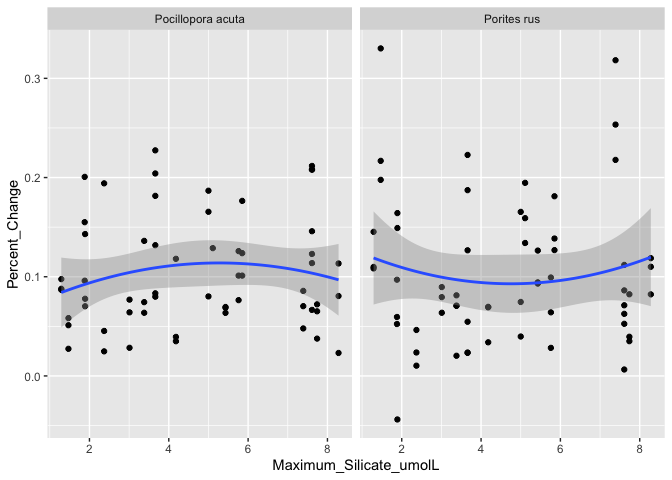 Pocillopora acuta
Porites rus
Percent_Change
0.3
0.2
0.1
0.0
2 4 6 8
2 4 6 8
Maximum_Silicate_umolL